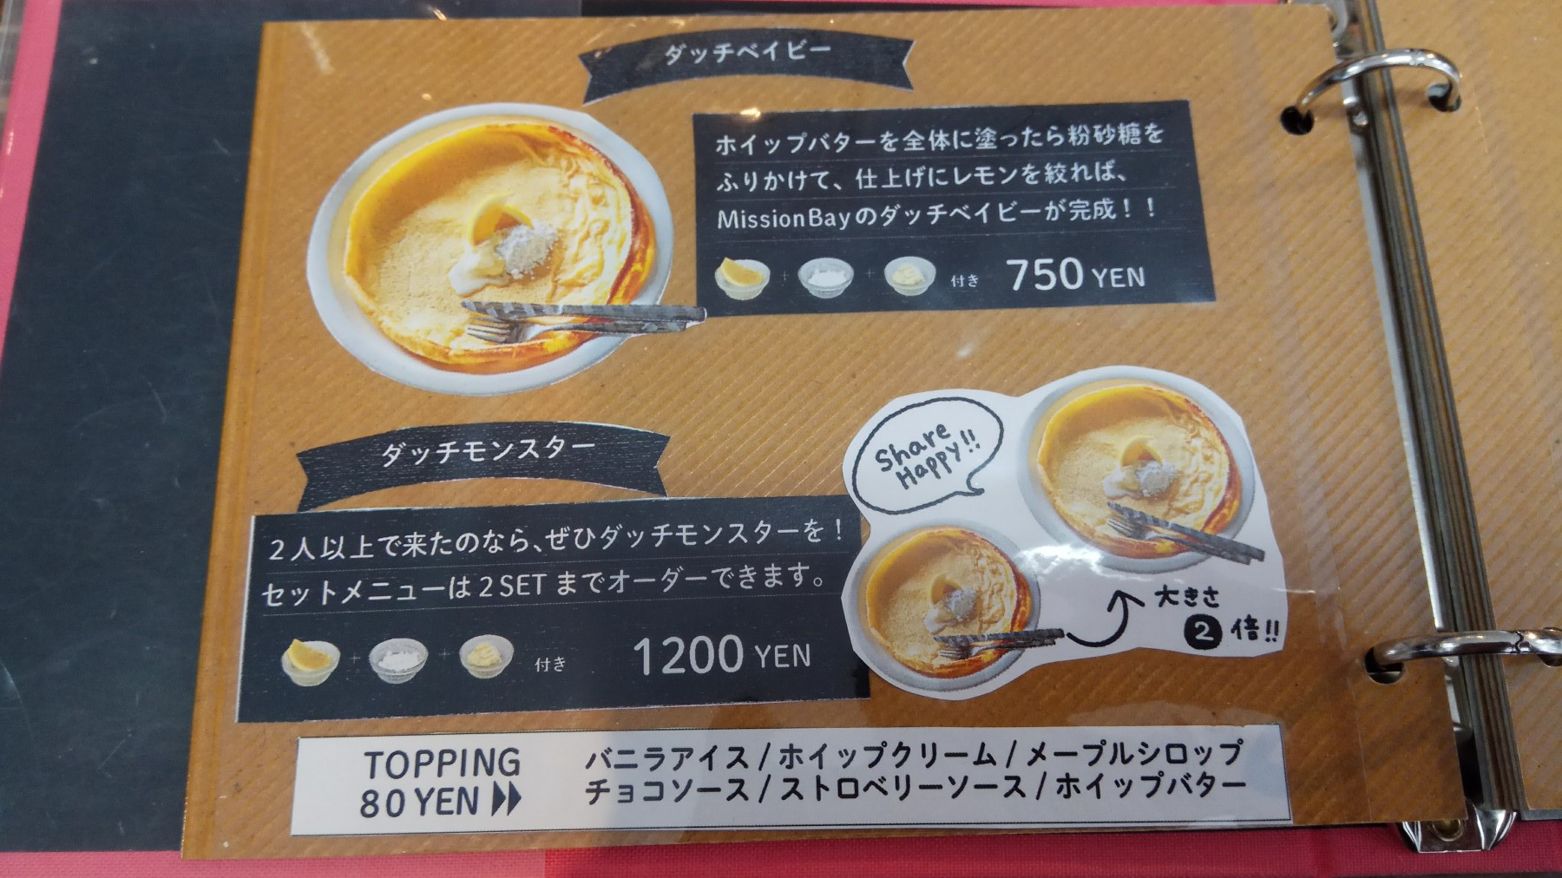 ダッチベイビー
ホイップバターを全体に塗ったら粉砂糖を
ふりかけて、仕上げにレモンを絞れば、
MissionBayのダッチベイビーが完成！！
+ + 付き 750 YEN
ダッチモンスター
2人以上で来たのなら、ぜひダッチモンスターを！
セットメニューは2SETまでオーダーできます。
+ + 付き 1200 YEN
Share
Happy!!
大きさ
2倍!!
TOPPING
80 YEN
バニラアイス/ホイップクリーム/メープルシロップ
チョコソース/ストロベリーソース/ホイップバター